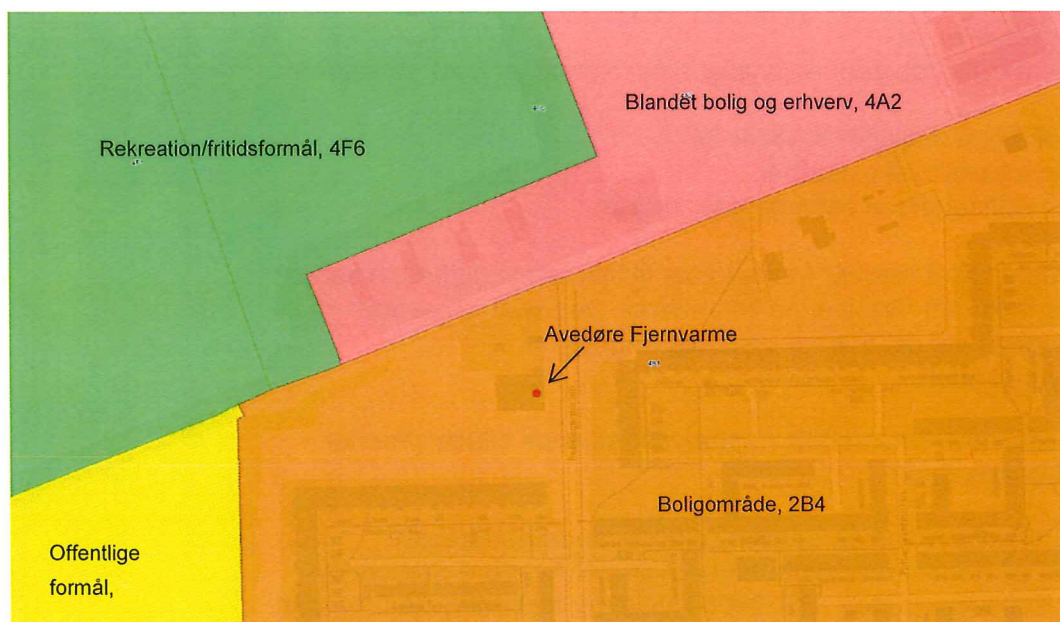 Blandet bolig og erhverv, 4A2
Rekreation/fritidsformål, 4F6
Avedøre Fjernvarme
Boligområde, 2B4
Offentlige
formål,